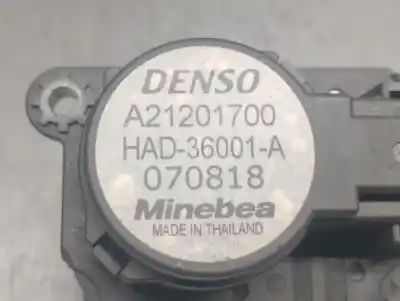 DENSO
A21201700
HAD-36001-A
070818
Minebea
MADE IN THAILAND